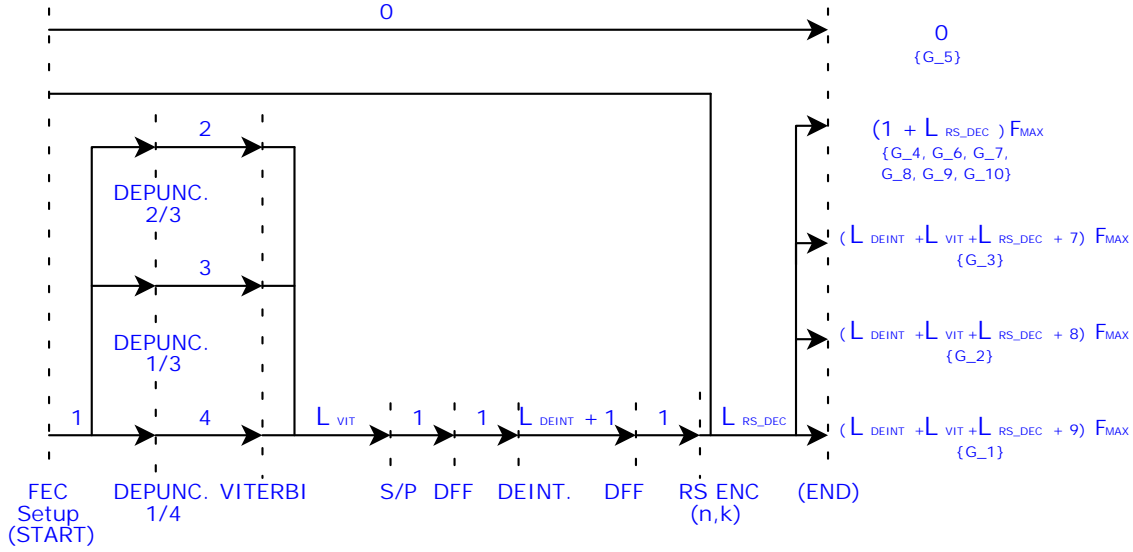 0
0
{G_5}
(1 + L RS_DEC ) FMAX
{G_4, G_6, G_7,
G_8, G_9, G_10}
2
DEPUNC.
2/3
(L DEINT +L VIT +L RS_DEC + 7) FMAX
{G_3}
3
DEPUNC.
1/3
(L DEINT +L VIT +L RS_DEC + 8) FMAX
{G_2}
1 4 L VIT 1 1 L DEINT + 1 1 L RS_DEC
(L DEINT +L VIT +L RS_DEC + 9) FMAX
{G_1}
FEC
Setup
(START)
DEPUNC.
1/4
VITERBI
S/P
DFF
DEINT.
DFF
RS ENC
(n,k)
(END)